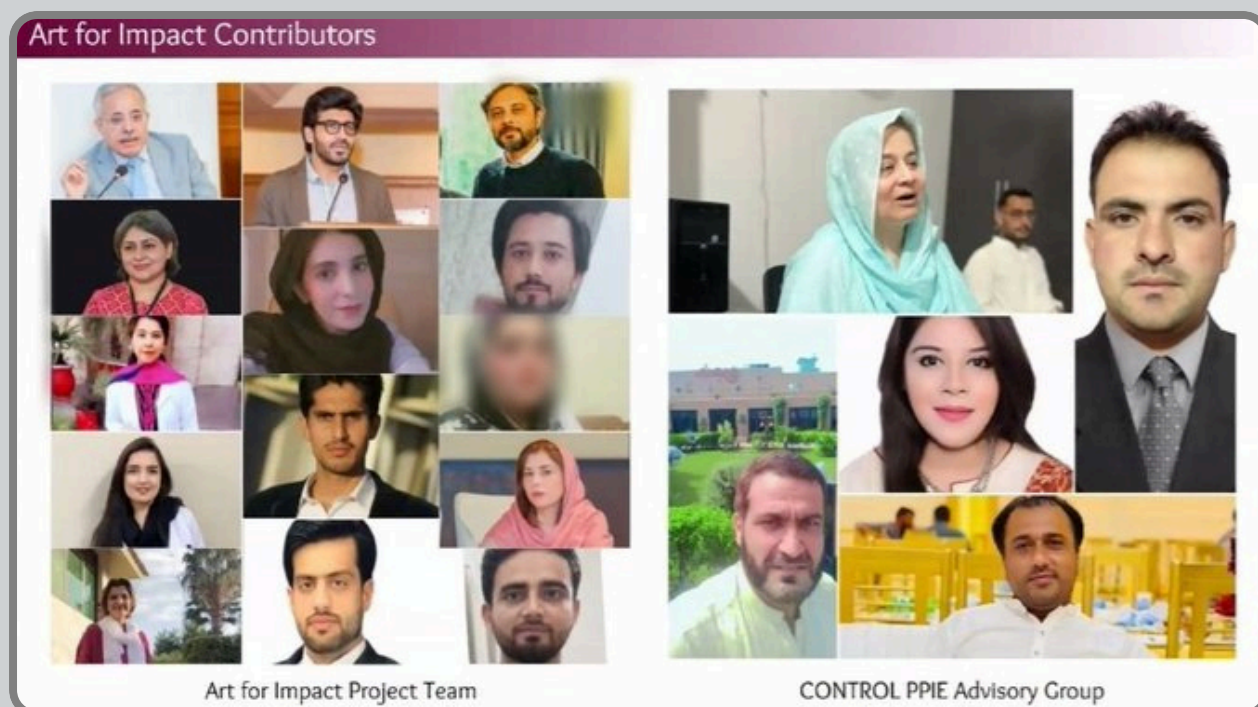 Art for Impact Contributors
Art for Impact Project Team
CONTROL PPIE Advisory Group